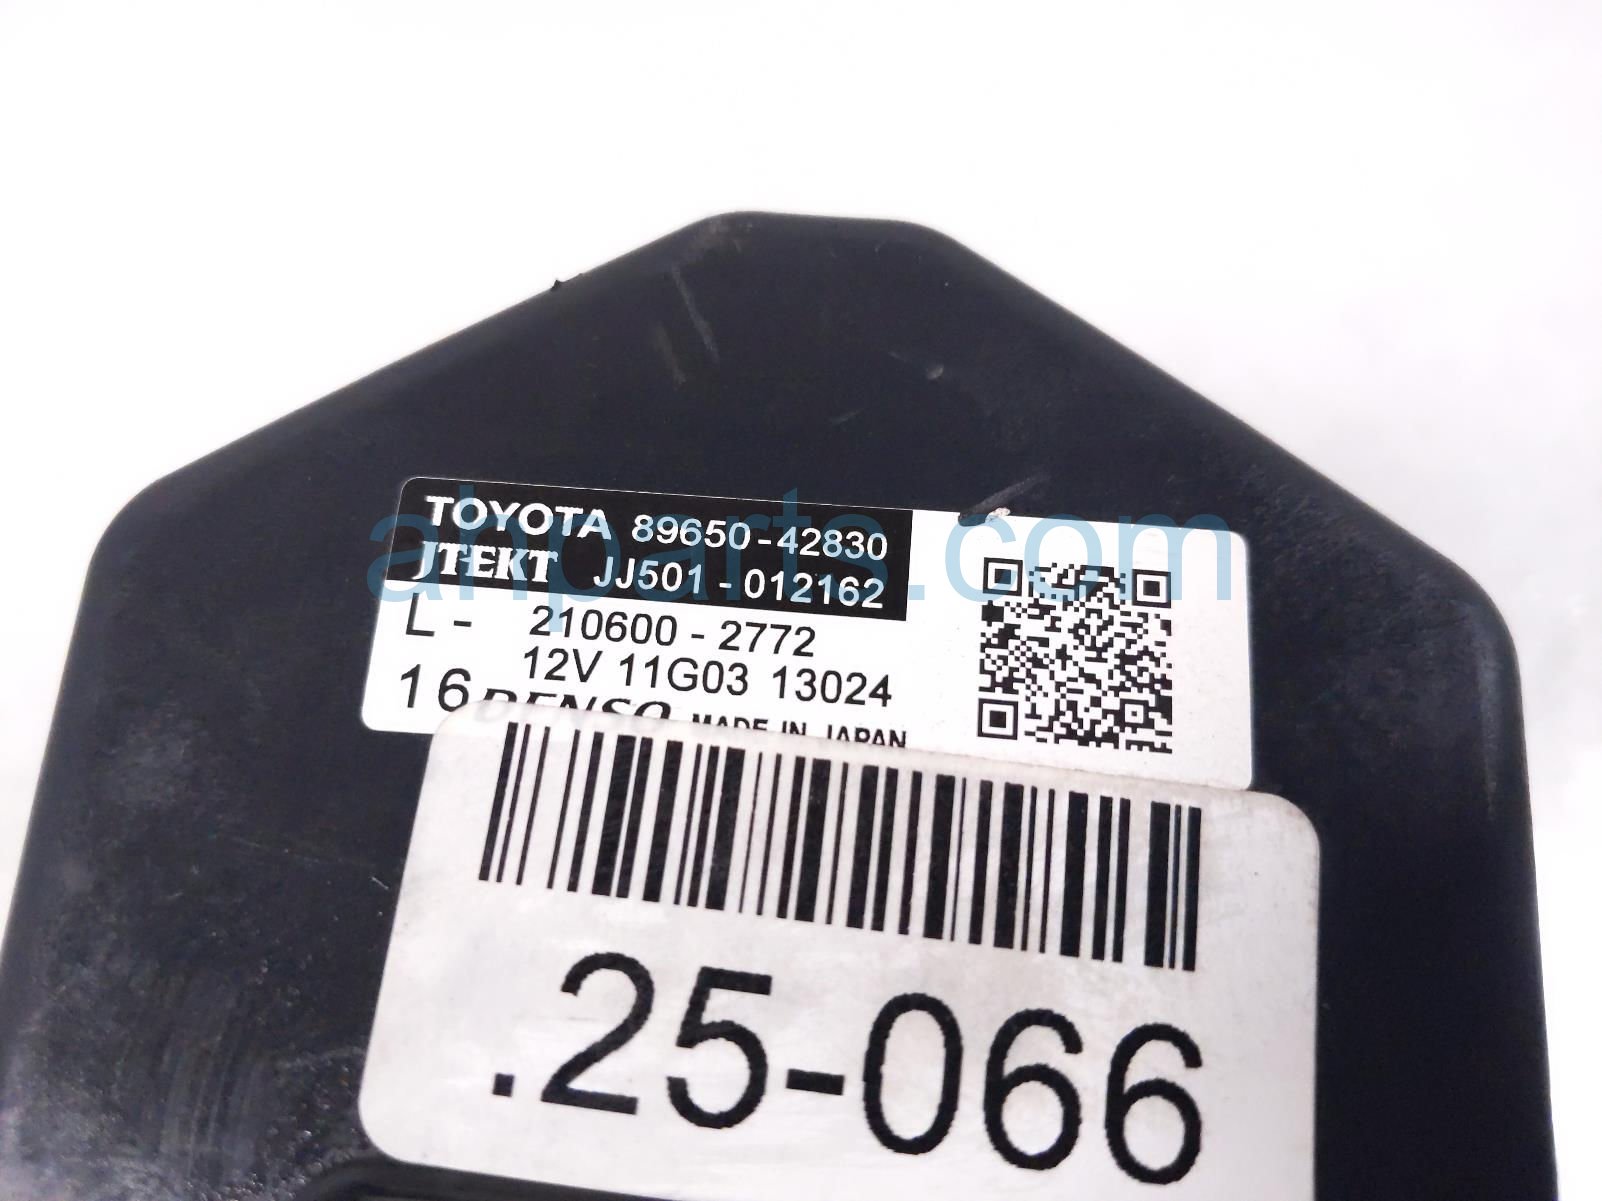 TOYOTA 89650-42830
JTEKT JJ501-012162
L- 210600-2772
12V 11G03 13024
16 DENSO MADE IN JAPAN
ahparts.com
.25-066